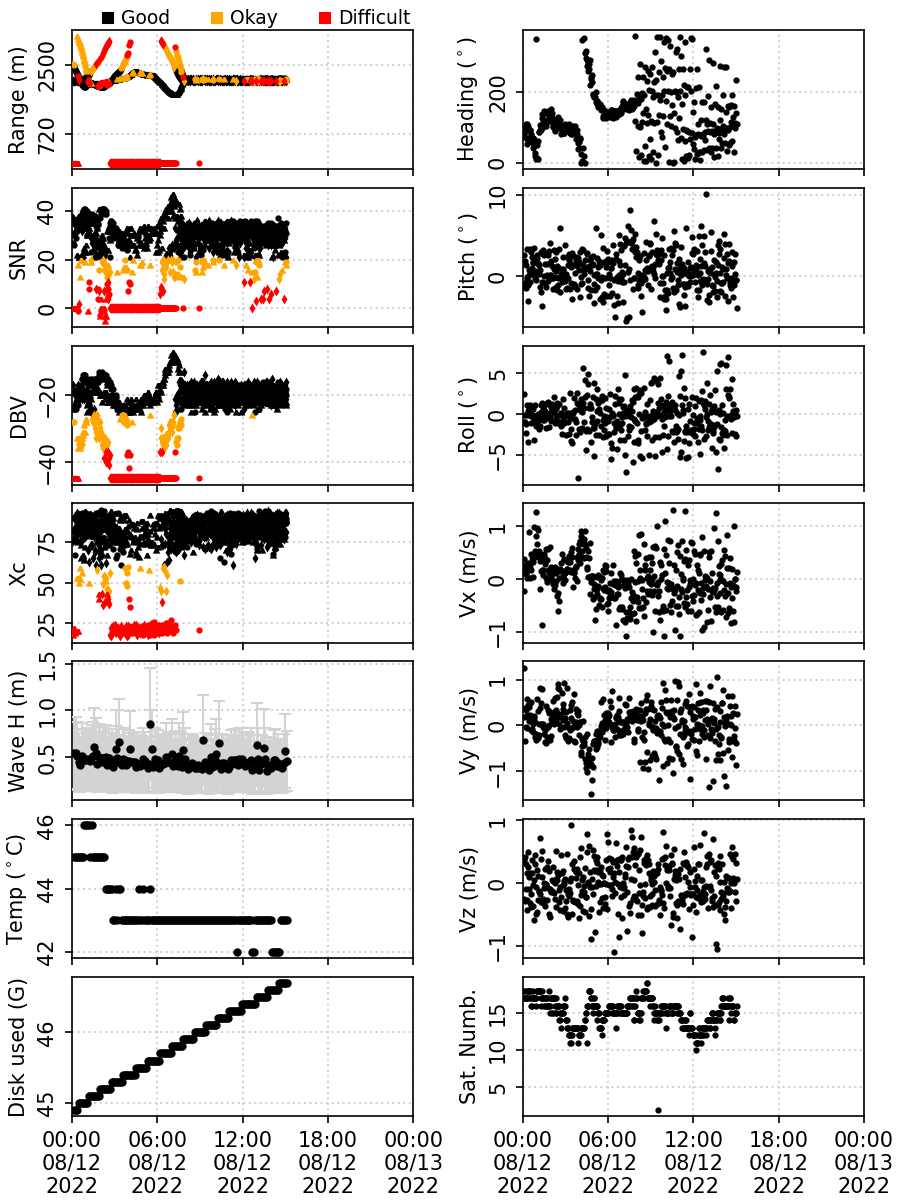 Good Okay Difficult
Range (m)
2500
720
Heading (°)
200
0
SNR
40
20
0
Pitch (°)
10
0
DBV
−20
−40
Roll (°)
5
0
−5
Xc
75
50
25
Vx (m/s)
1
0
−1
Wave H (m)
1.5
1.0
0.5
Vy (m/s)
1
0
−1
Temp (°C)
46
44
42
Vz (m/s)
1
0
−1
Disk used (G)
46
45
Sat. Numb.
15
10
5
00:00 06:00 12:00 18:00 00:00
08/12 08/12 08/12 08/12 08/13
2022 2022 2022 2022 2022
00:00 06:00 12:00 18:00 00:00
08/12 08/12 08/12 08/12 08/13
2022 2022 2022 2022 2022